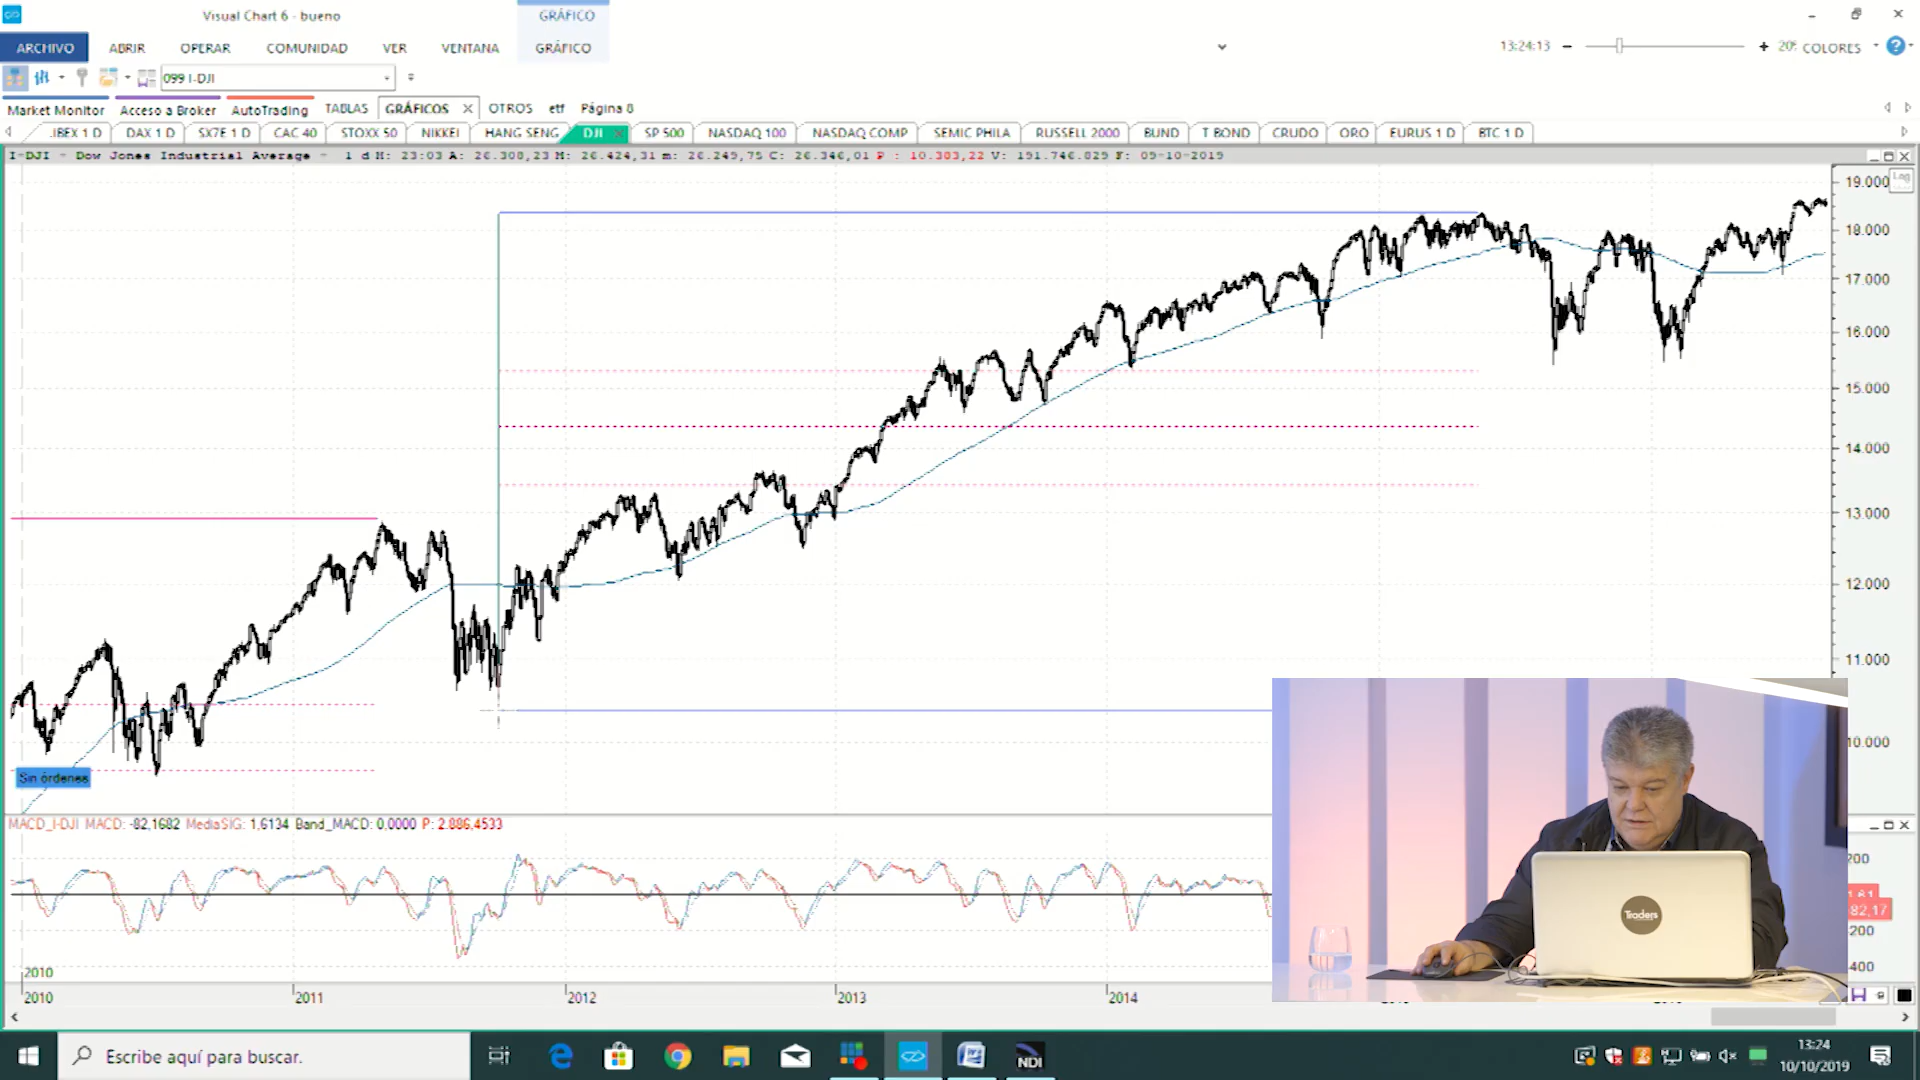 Visual Chart 6 - bueno
GRÁFICO
ARCHIVO ABRIR OPERAR COMUNIDAD VER VENTANA GRÁFICO 13:24:13 COLORES
099 I-DJI
Market Monitor Acceso a Broker AutoTrading TABLAS GRÁFICOS OTROS etf Página 8
IBEX 1 D DAX 1 D SX7E 1 D CAC 40 STOXX 50 NIKKEI HANG SENG DJI SP 500 NASDAQ 100 NASDAQ COMP SEMIC PHILA RUSSELL 2000 BUND T BOND CRUDO ORO EURUS 1 D BTC 1 D
I-DJI - Dow Jones Industrial Average - 1 d H: 23:03 A: 26.308,23 M: 26.424,31 m: 26.249,75 C: 26.346,01 P : 10.303,22 V: 191.746.829 F: 09-10-2019
Log
19.000
18.000
17.000
16.000
15.000
14.000
13.000
12.000
11.000
10.000
Sin órdenes
MACD_I-DJI MACD: -82,1682 MediaSIG: 1,6134 Band_MACD: 0,0000 P: 2.886,4533
200
82,17
200
400
Traders
2010
2010 2011 2012 2013 2014
Escribe aquí para buscar.
NDI
13:24
10/10/2019